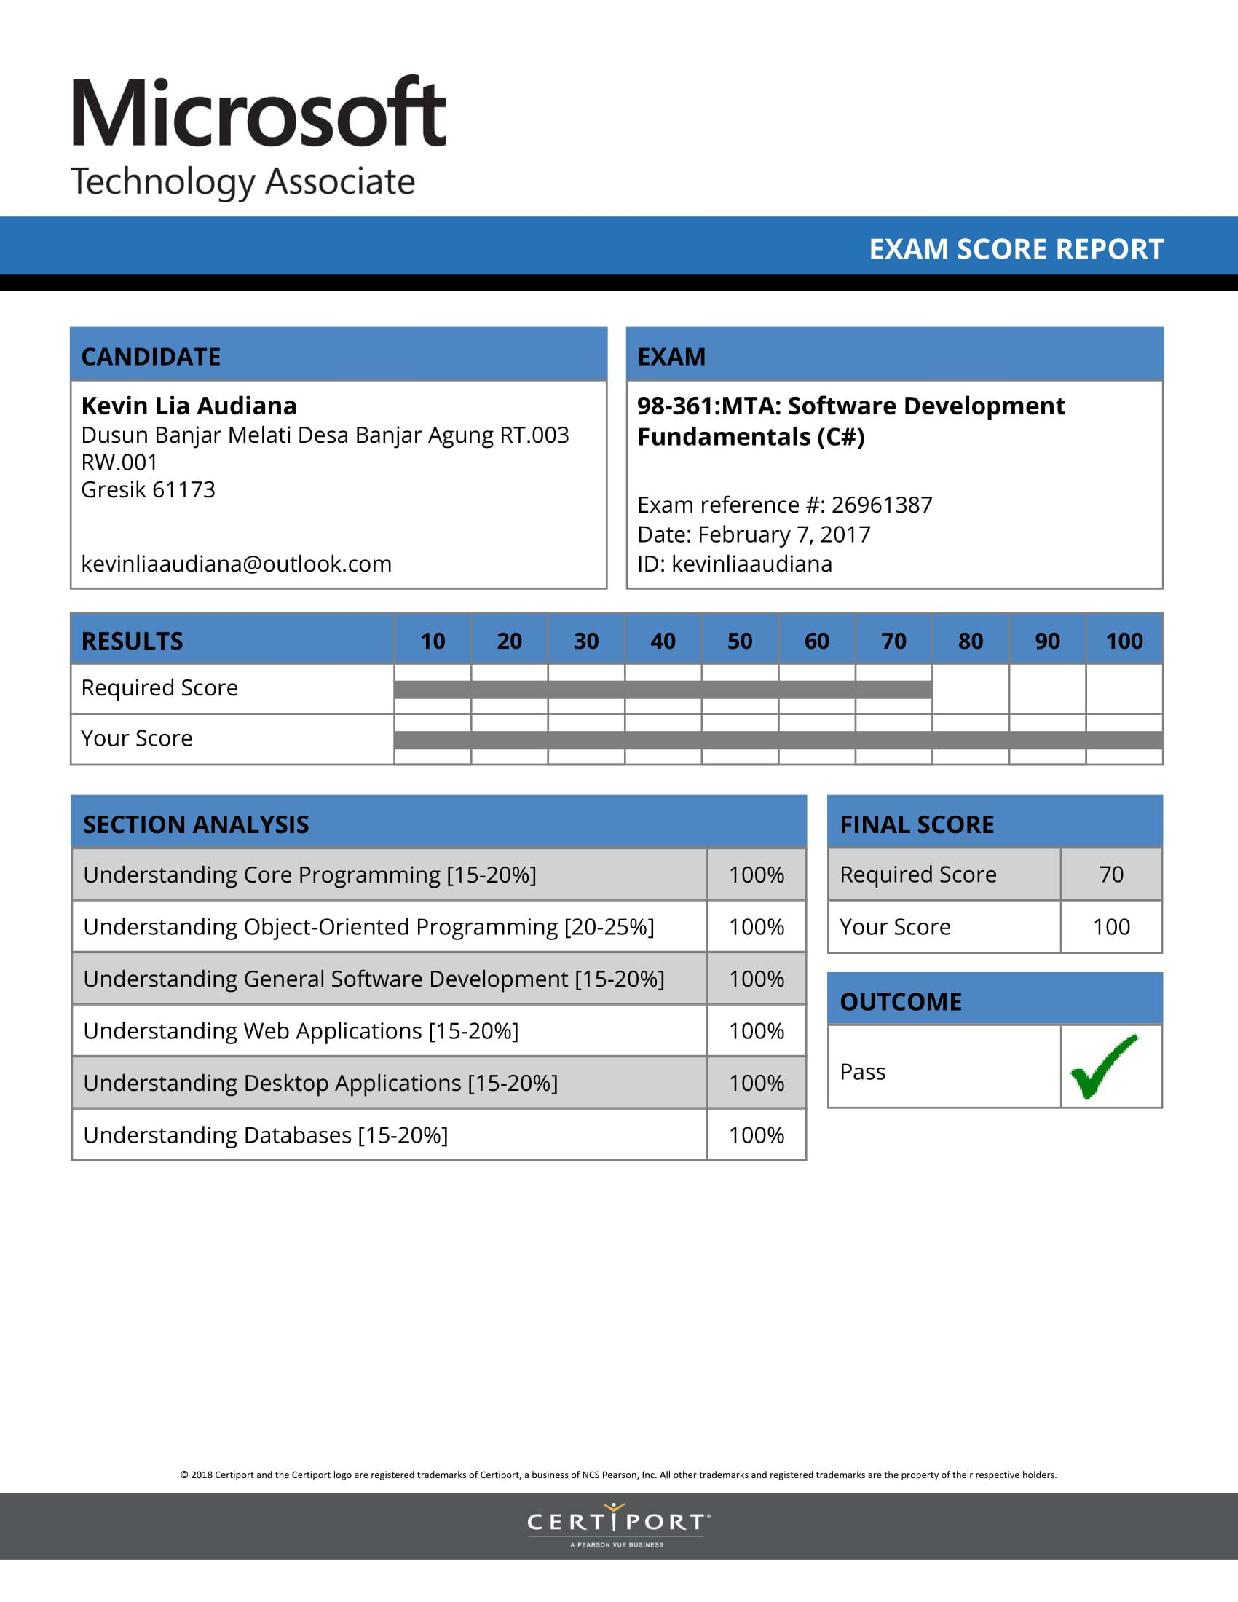 Microsoft
Technology Associate
EXAM SCORE REPORT
CANDIDATE
Kevin Lia Audiana
Dusun Banjar Melati Desa Banjar Agung RT.003
RW.001
Gresik 61173
kevinliaaudiana@outlook.com
EXAM
98-361:MTA: Software Development
Fundamentals (C#)
Exam reference #: 26961387
Date: February 7, 2017
ID: kevinliaaudiana
RESULTS 10 20 30 40 50 60 70 80 90 100
Required Score
Your Score
SECTION ANALYSIS
Understanding Core Programming [15-20%] 100%
Understanding Object-Oriented Programming [20-25%] 100%
Understanding General Software Development [15-20%] 100%
Understanding Web Applications [15-20%] 100%
Understanding Desktop Applications [15-20%] 100%
Understanding Databases [15-20%] 100%
FINAL SCORE
Required Score 70
Your Score 100
OUTCOME
Pass
© 2018 Certiport and the Certiport logo are registered trademarks of Certiport, a business of NCS Pearson, Inc. All other trademarks and registered trademarks are the property of their respective holders.
CERTIPORT
A PEARSON VUE BUSINESS